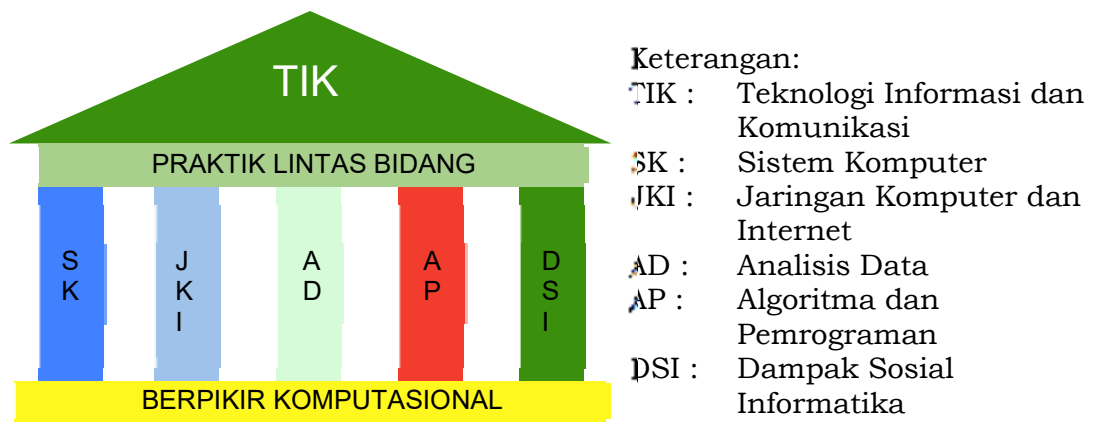 TIK
PRAKTIK LINTAS BIDANG
S
K
J
K
I
A
D
A
P
D
S
I
BERPIKIR KOMPUTASIONAL
Keterangan:
TIK : Teknologi Informasi dan
Komunikasi
SK : Sistem Komputer
JKI : Jaringan Komputer dan
Internet
AD : Analisis Data
AP : Algoritma dan
Pemrograman
DSI : Dampak Sosial
Informatika